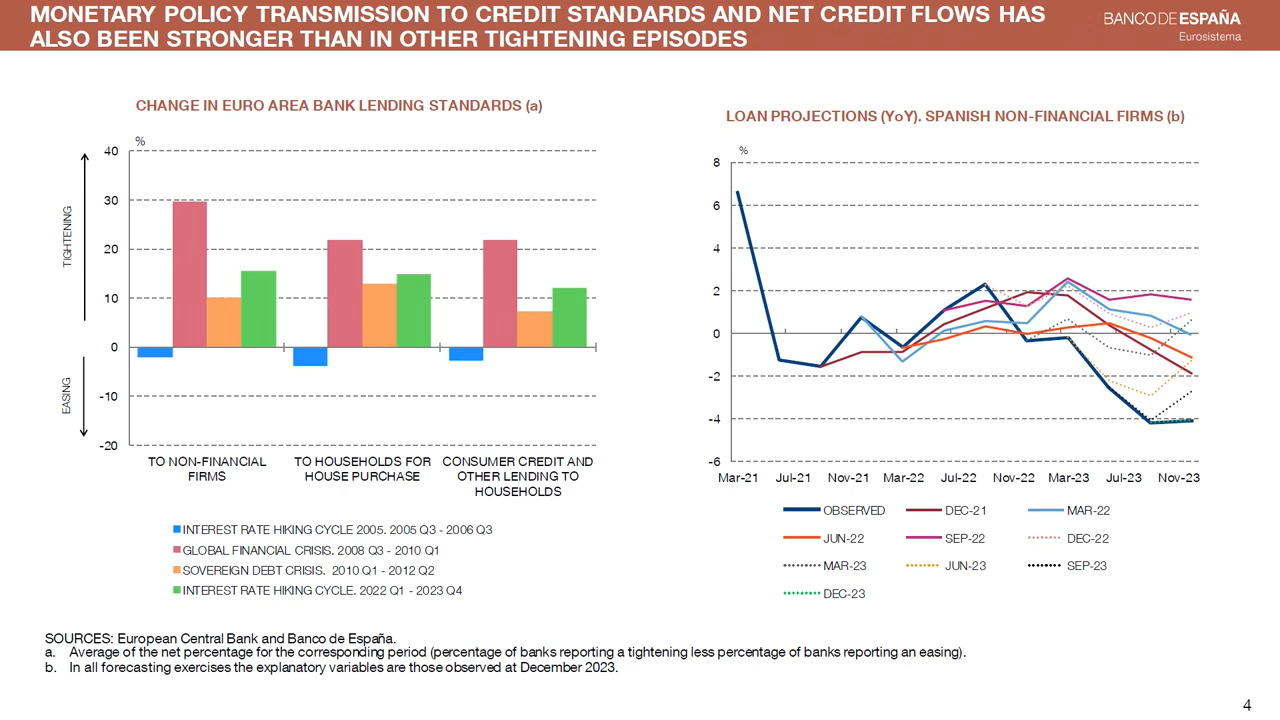 MONETARY POLICY TRANSMISSION TO CREDIT STANDARDS AND NET CREDIT FLOWS HAS
ALSO BEEN STRONGER THAN IN OTHER TIGHTENING EPISODES
BANCODEESPAÑA
Eurosistema
CHANGE IN EURO AREA BANK LENDING STANDARDS (a)
%
40
30
20
10
0
-10
-20
TIGHTENING
EASING
TO NON-FINANCIAL
FIRMS
TO HOUSEHOLDS FOR
HOUSE PURCHASE
CONSUMER CREDIT AND
OTHER LENDING TO
HOUSEHOLDS
INTEREST RATE HIKING CYCLE 2005. 2005 Q3 - 2006 Q3
GLOBAL FINANCIAL CRISIS. 2008 Q3 - 2010 Q1
SOVEREIGN DEBT CRISIS. 2010 Q1 - 2012 Q2
INTEREST RATE HIKING CYCLE. 2022 Q1 - 2023 Q4
LOAN PROJECTIONS (YoY). SPANISH NON-FINANCIAL FIRMS (b)
%
8
6
4
2
0
-2
-4
-6
Mar-21 Jul-21 Nov-21 Mar-22 Jul-22 Nov-22 Mar-23 Jul-23 Nov-23
OBSERVED DEC-21 MAR-22
JUN-22 SEP-22 DEC-22
MAR-23 JUN-23 SEP-23
DEC-23
SOURCES: European Central Bank and Banco de España.
a. Average of the net percentage for the corresponding period (percentage of banks reporting a tightening less percentage of banks reporting an easing).
b. In all forecasting exercises the explanatory variables are those observed at December 2023.
4